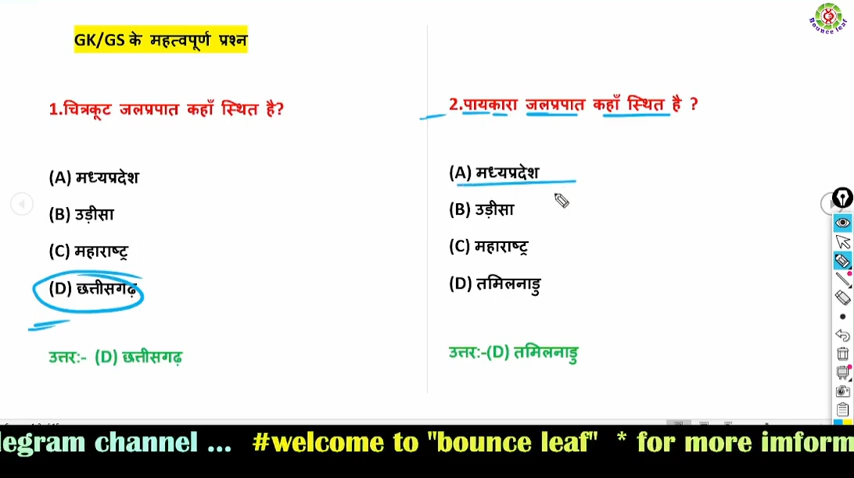 Bounce leaf
GK/GS के महत्वपूर्ण प्रश्न
1.चित्रकूट जलप्रपात कहाँ स्थित है?
(A) मध्यप्रदेश
(B) उड़ीसा
(C) महाराष्ट्र
(D) छत्तीसगढ़
उत्तर:- (D) छत्तीसगढ़
2.पायकारा जलप्रपात कहाँ स्थित है ?
(A) मध्यप्रदेश
(B) उड़ीसा
(C) महाराष्ट्र
(D) तमिलनाडु
उत्तर:-(D) तमिलनाडु
legram channel ... #welcome to "bounce leaf" * for more imform